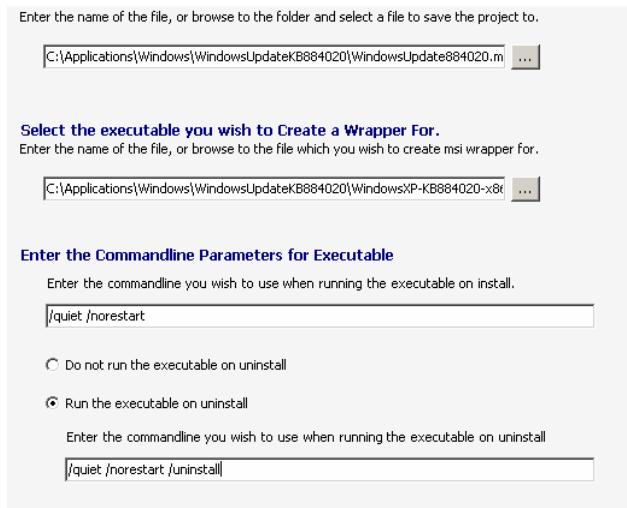 Enter the name of the file, or browse to the folder and select a file to save the project to.
C:\Applications\Windows\WindowsUpdateKB884020\WindowsUpdate884020.m
...
Select the executable you wish to Create a Wrapper For.
Enter the name of the file, or browse to the file which you wish to create msi wrapper for.
C:\Applications\Windows\WindowsUpdateKB884020\WindowsXP-KB884020-x86
...
Enter the Commandline Parameters for Executable
Enter the commandline you wish to use when running the executable on install.
/quiet /norestart
Do not run the executable on uninstall
Run the executable on uninstall
Enter the commandline you wish to use when running the executable on uninstall
/quiet /norestart /uninstall